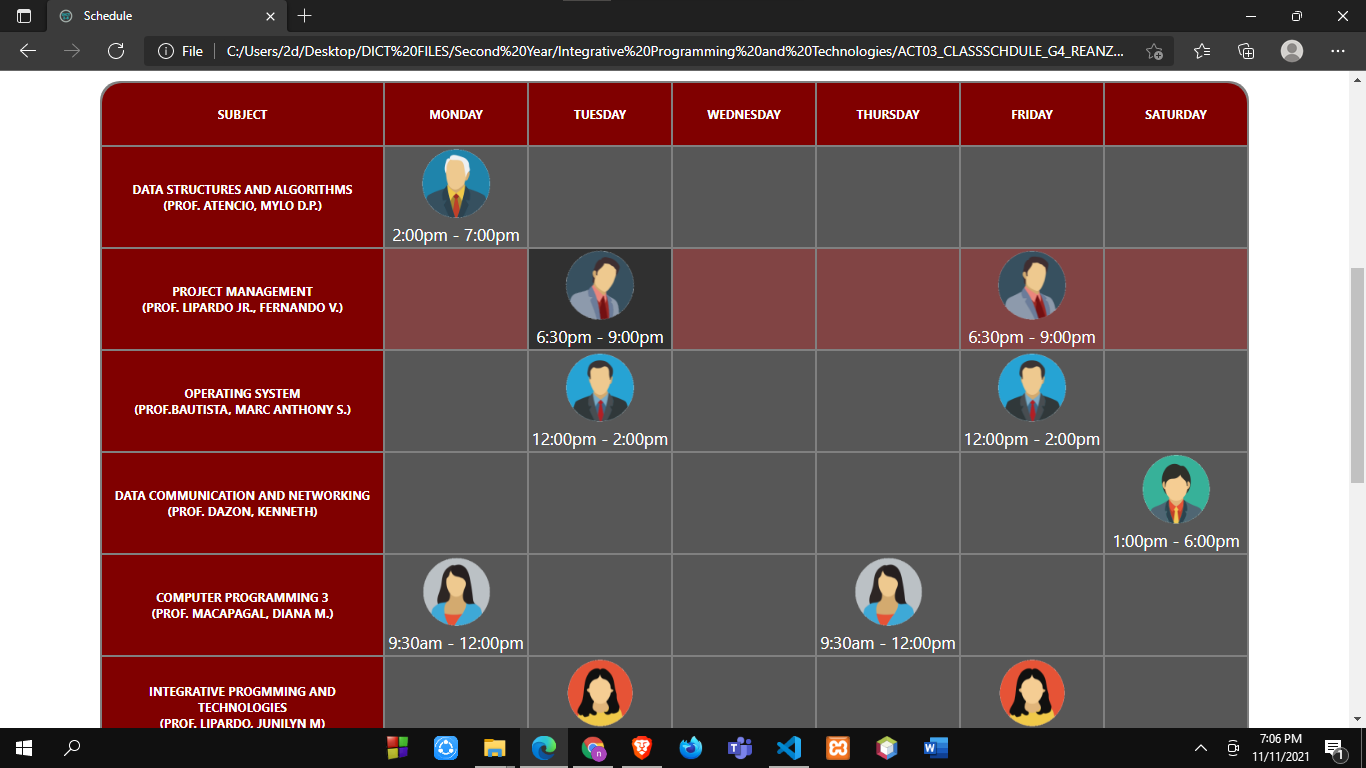 Schedule
File
C:/Users/2d/Desktop/DICT%20FILES/Second%20Year/Integrative%20Programming%20and%20Technologies/ACT03_CLASSSCHDULE_G4_REANZ...
SUBJECT MONDAY TUESDAY WEDNESDAY THURSDAY FRIDAY SATURDAY
DATA STRUCTURES AND ALGORITHMS
(PROF. ATENCIO, MYLO D.P.)
2:00pm - 7:00pm
PROJECT MANAGEMENT
(PROF. LIPARDO JR., FERNANDO V.)
6:30pm - 9:00pm 6:30pm - 9:00pm
OPERATING SYSTEM
(PROF.BAUTISTA, MARC ANTHONY S.)
12:00pm - 2:00pm 12:00pm - 2:00pm
DATA COMMUNICATION AND NETWORKING
(PROF. DAZON, KENNETH)
1:00pm - 6:00pm
COMPUTER PROGRAMMING 3
(PROF. MACAPAGAL, DIANA M.)
9:30am - 12:00pm 9:30am - 12:00pm
INTEGRATIVE PROGMMING AND
TECHNOLOGIES
(PROF. LIPARDO, JUNILYN M)
7:06 PM
11/11/2021
1